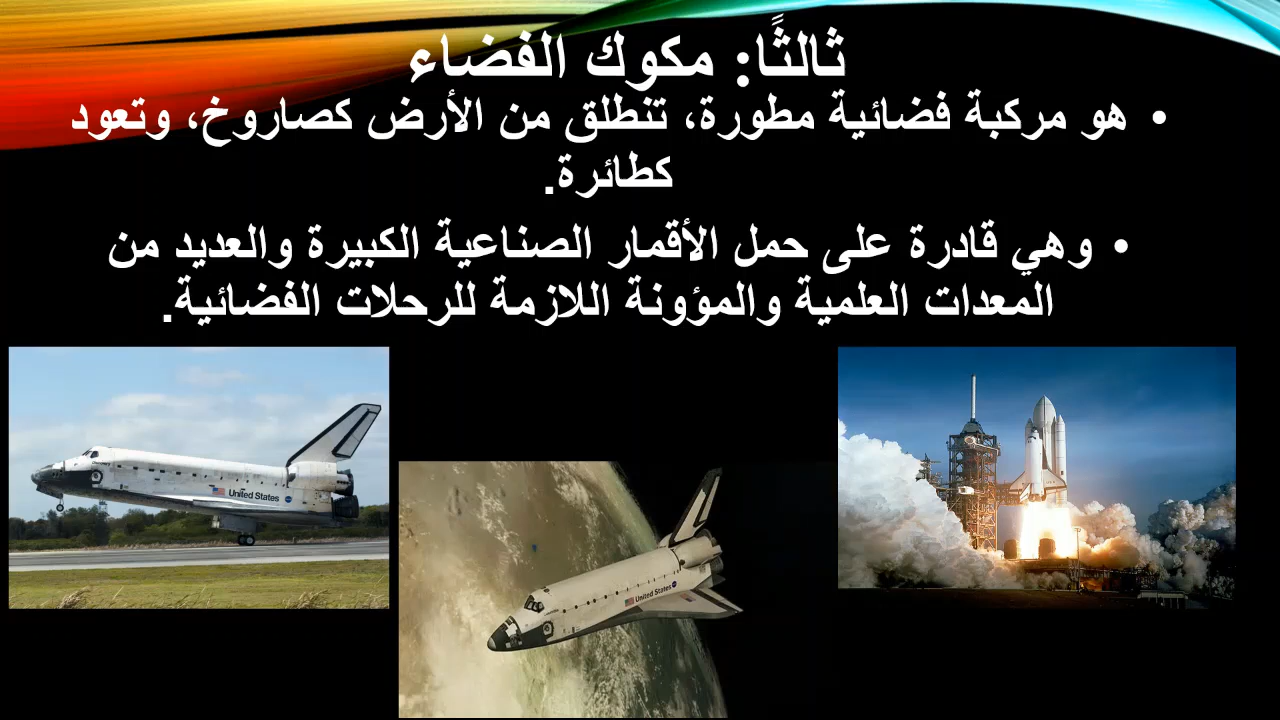 ثالثًا: مكوك الفضاء
• هو مركبة فضائية مطورة، تنطلق من الأرض كصاروخ، وتعود
كطائرة.
• وهي قادرة على حمل الأقمار الصناعية الكبيرة والعديد من
المعدات العلمية والمؤونة اللازمة للرحلات الفضائية.
United States
United States